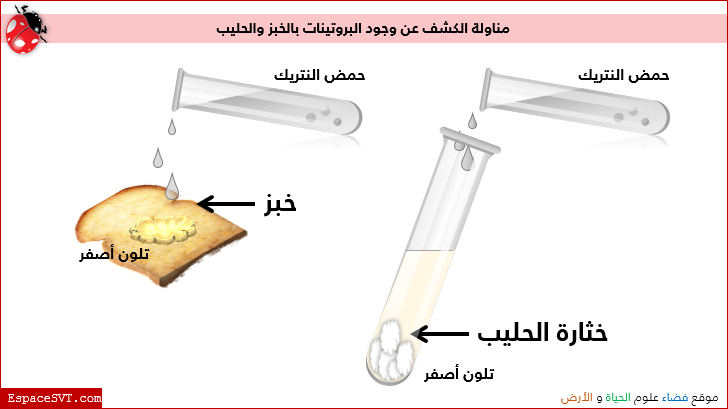 مناولة الكشف عن وجود البروتينات بالخبز والحليب
حمض النتريك
حمض النتريك
خبز
تلون أصفر
خثارة الحليب
تلون أصفر
موقع فضاء علوم الحياة و الأرض
EspaceSVT.com